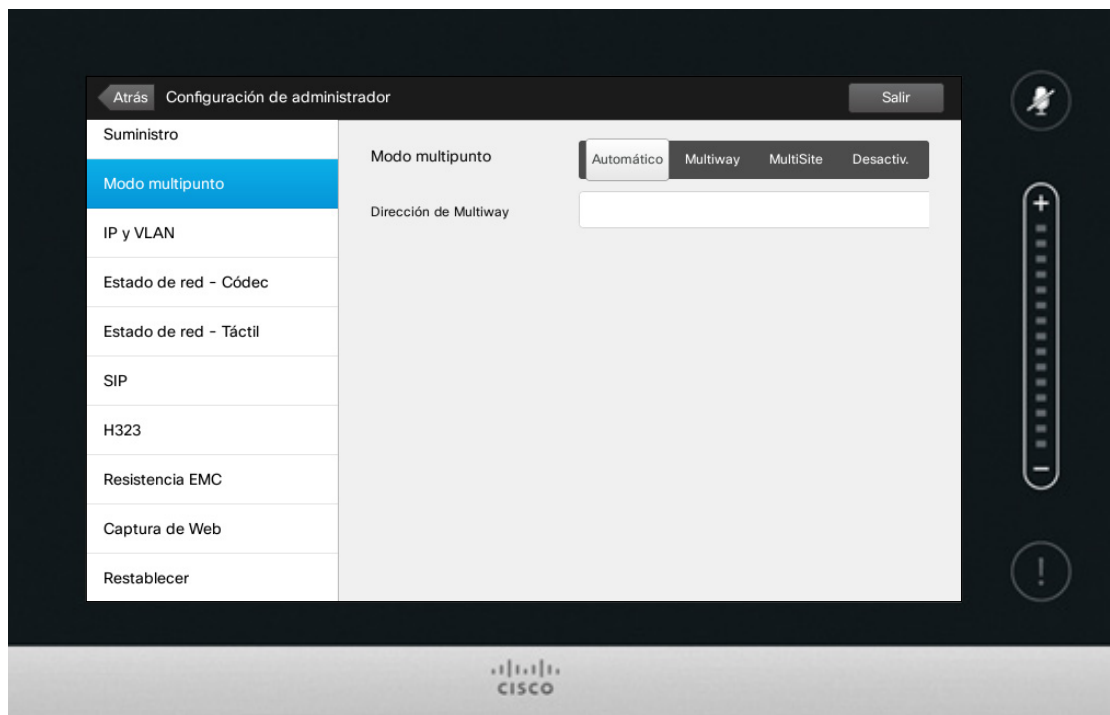 Atrás Configuración de administrador Salir
Suministro
Modo multipunto
IP y VLAN
Estado de red - Códec
Estado de red - Táctil
SIP
H323
Resistencia EMC
Captura de Web
Restablecer
Modo multipunto Automático Multiway MultiSite Desactiv.
Dirección de Multiway
+
−
!
CISCO